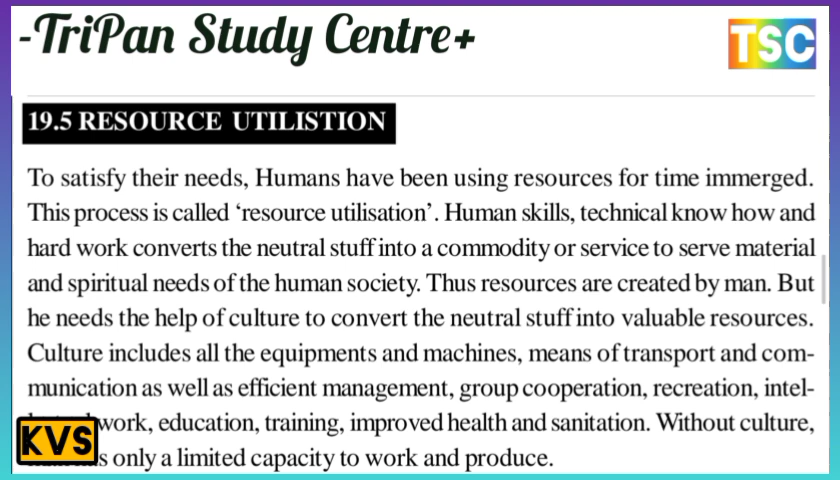 -TriPan Study Centre+
TSC
19.5 RESOURCE UTILISTION
To satisfy their needs, Humans have been using resources for time immerged.
This process is called ‘resource utilisation’. Human skills, technical know how and
hard work converts the neutral stuff into a commodity or service to serve material
and spiritual needs of the human society. Thus resources are created by man. But
he needs the help of culture to convert the neutral stuff into valuable resources.
Culture includes all the equipments and machines, means of transport and com-
munication as well as efficient management, group cooperation, recreation, intel-
work, education, training, improved health and sanitation. Without culture,
only a limited capacity to work and produce.
KVS